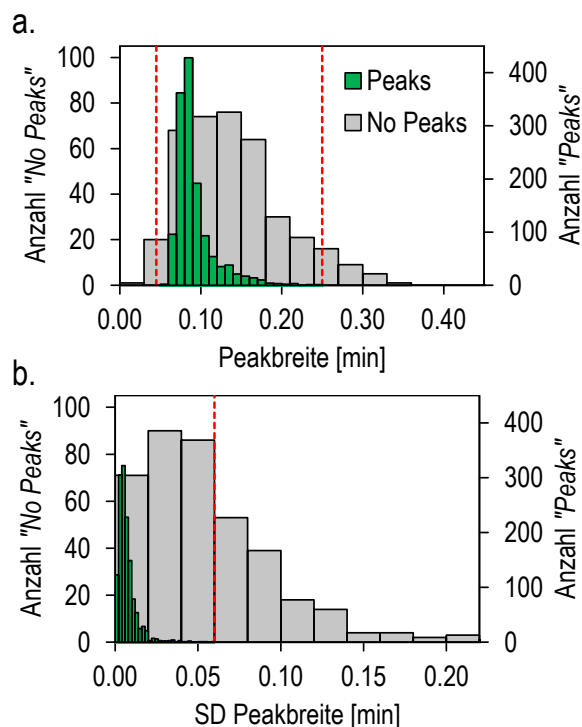 a.
Anzahl "No Peaks"
100
80
60
40
20
0
Peaks
No Peaks
400
300
200
100
0
Anzahl "Peaks"
0.00 0.10 0.20 0.30 0.40
Peakbreite [min]
b.
Anzahl "No Peaks"
100
80
60
40
20
0
400
300
200
100
0
Anzahl "Peaks"
0.00 0.05 0.10 0.15 0.20
SD Peakbreite [min]